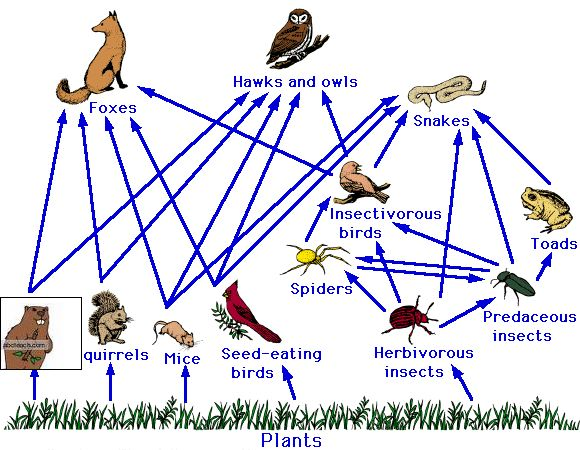 Foxes
Hawks and owls
Snakes
Insectivorous
birds
Toads
Spiders
Predaceous
insects
quirrels
Mice
Seed-eating
birds
Herbivorous
insects
Plants